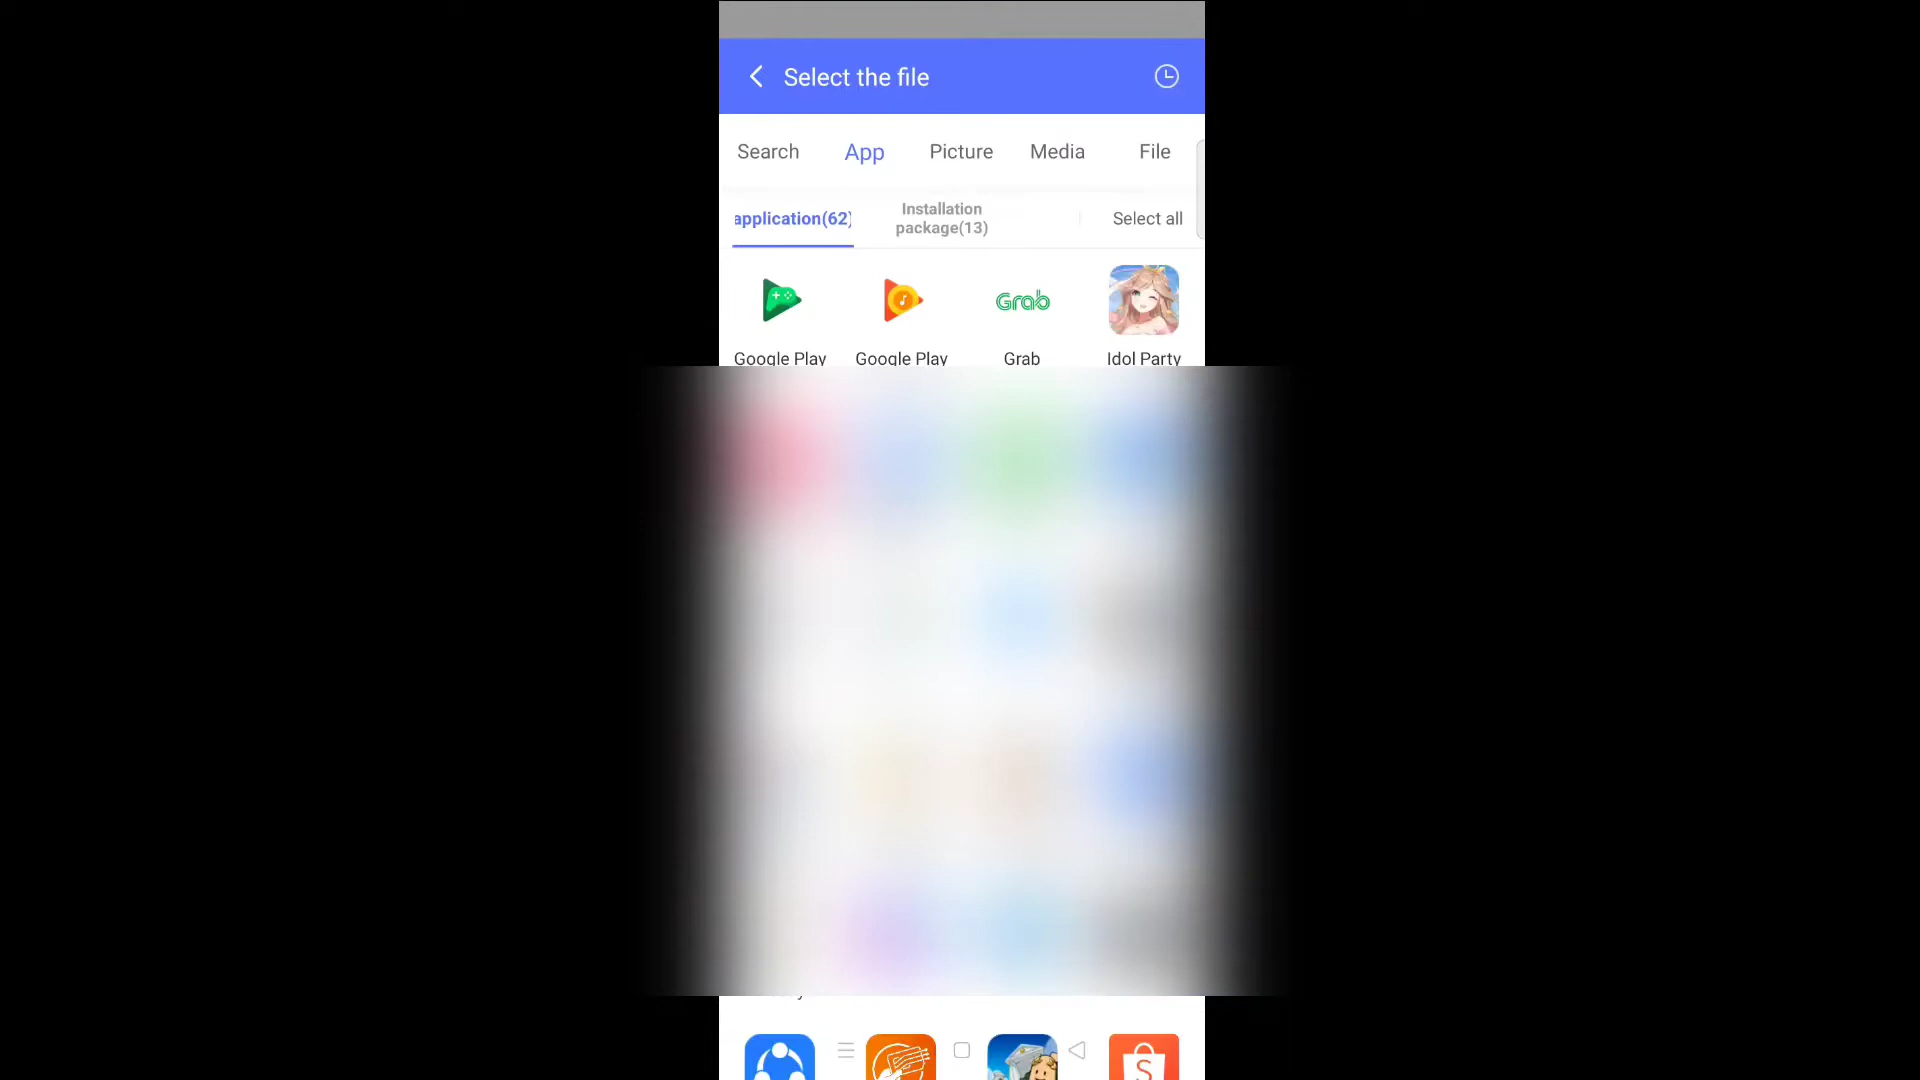 Select the file
Search App Picture Media File
application(62)
Installation
package(13)
Select all
Grab
Google Play Google Play Grab Idol Party
S